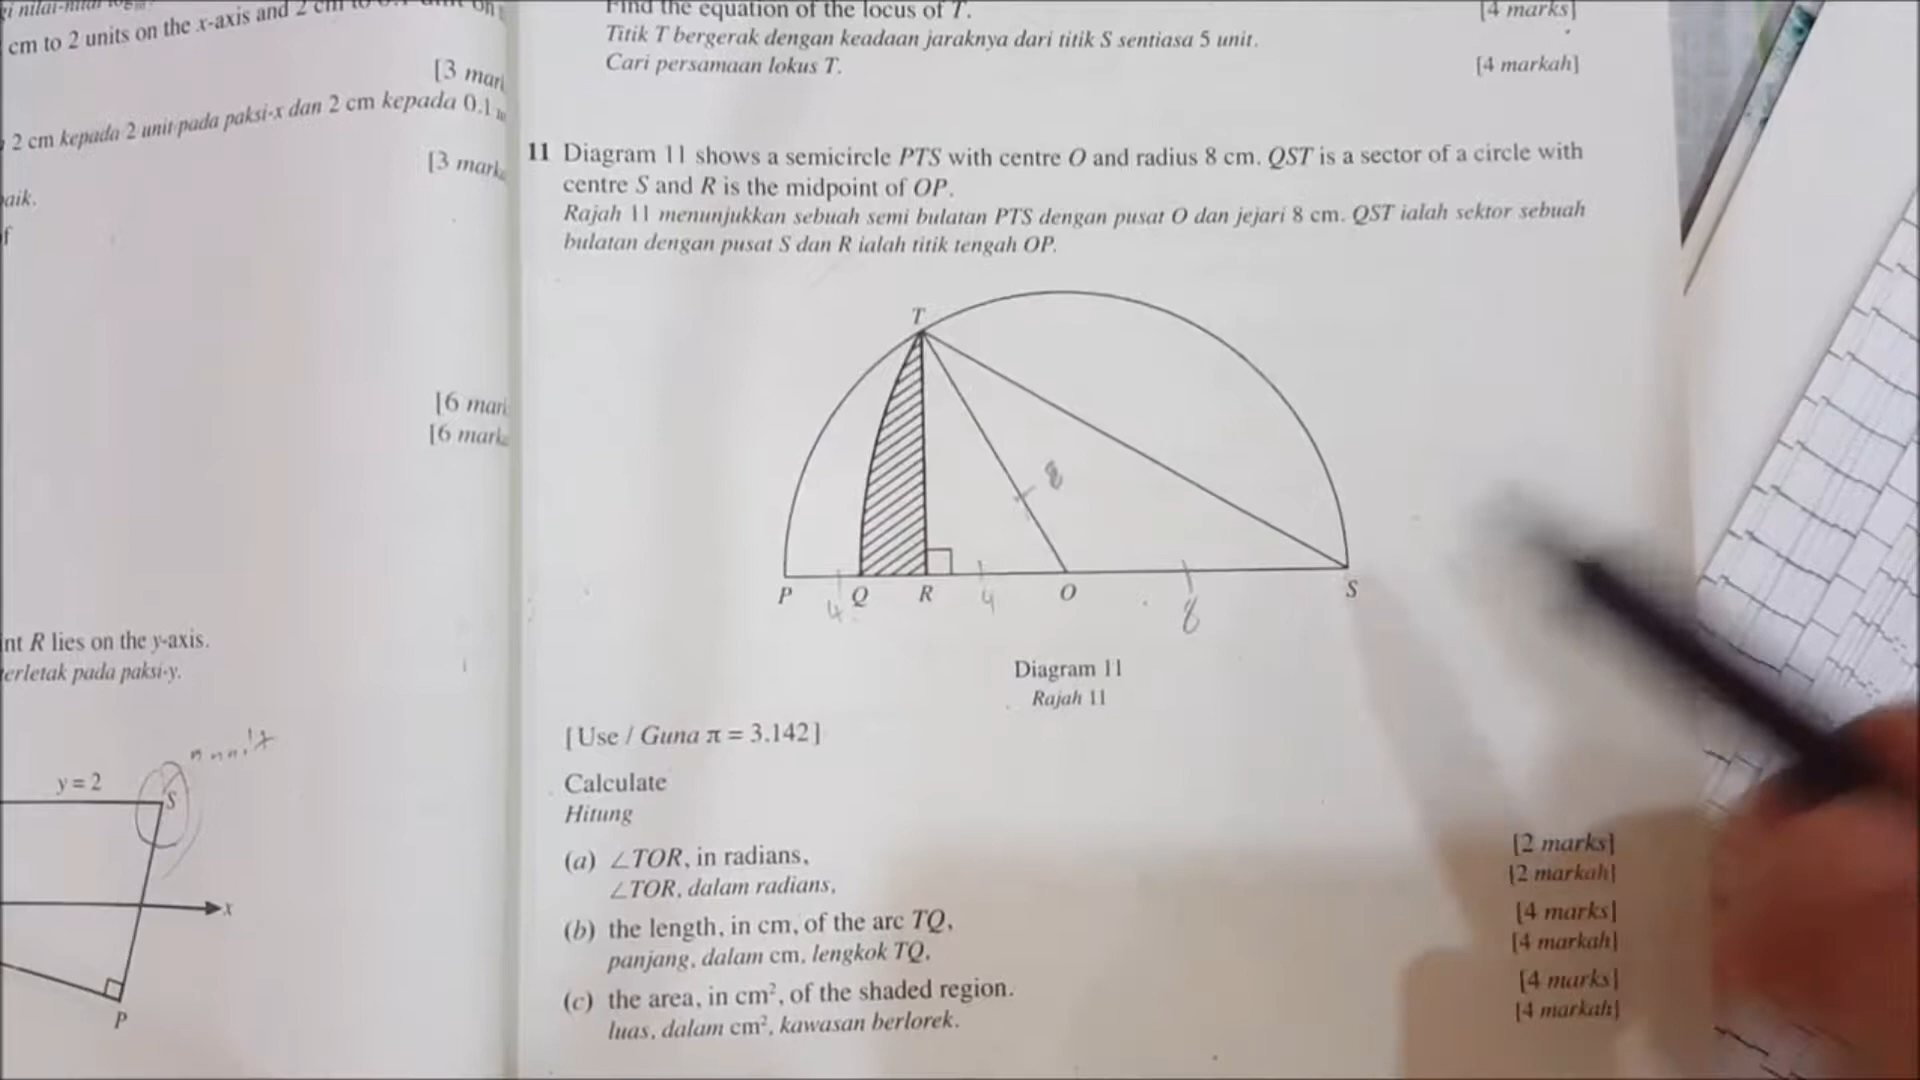 cm to 2 units on the x-axis and 2 cm to
[3
2 cm kepada 2 unit pada paksi-x dan 2 cm kepada 0.1
[3
[6
[6
int R lies on the y-axis.
terletak pada paksi-y.
y = 2
S
x
P
Find the equation of the locus of T.
[4 marks]
Titik T bergerak dengan keadaan jaraknya dari titik S sentiasa 5 unit.
Cari persamaan lokus T.
[4 markah]
11 Diagram 11 shows a semicircle PTS with centre O and radius 8 cm. QST is a sector of a circle with
centre S and R is the midpoint of OP.
Rajah 11 menunjukkan sebuah semi bulatan PTS dengan pusat O dan jejari 8 cm. QST ialah sektor sebuah
bulatan dengan pusat S dan R ialah titik tengah OP.
T
8
P
4
Q
R
4
O
8
S
Diagram 11
Rajah 11
[Use / Guna π = 3.142]
Calculate
Hitung
(a) ∠TOR, in radians,
[2 marks]
∠TOR, dalam radians,
[2 markah]
(b) the length, in cm, of the arc TQ,
[4 marks]
panjang, dalam cm, lengkok TQ,
[4 markah]
(c) the area, in cm², of the shaded region.
[4 marks]
luas, dalam cm², kawasan berlorek.
[4 markah]